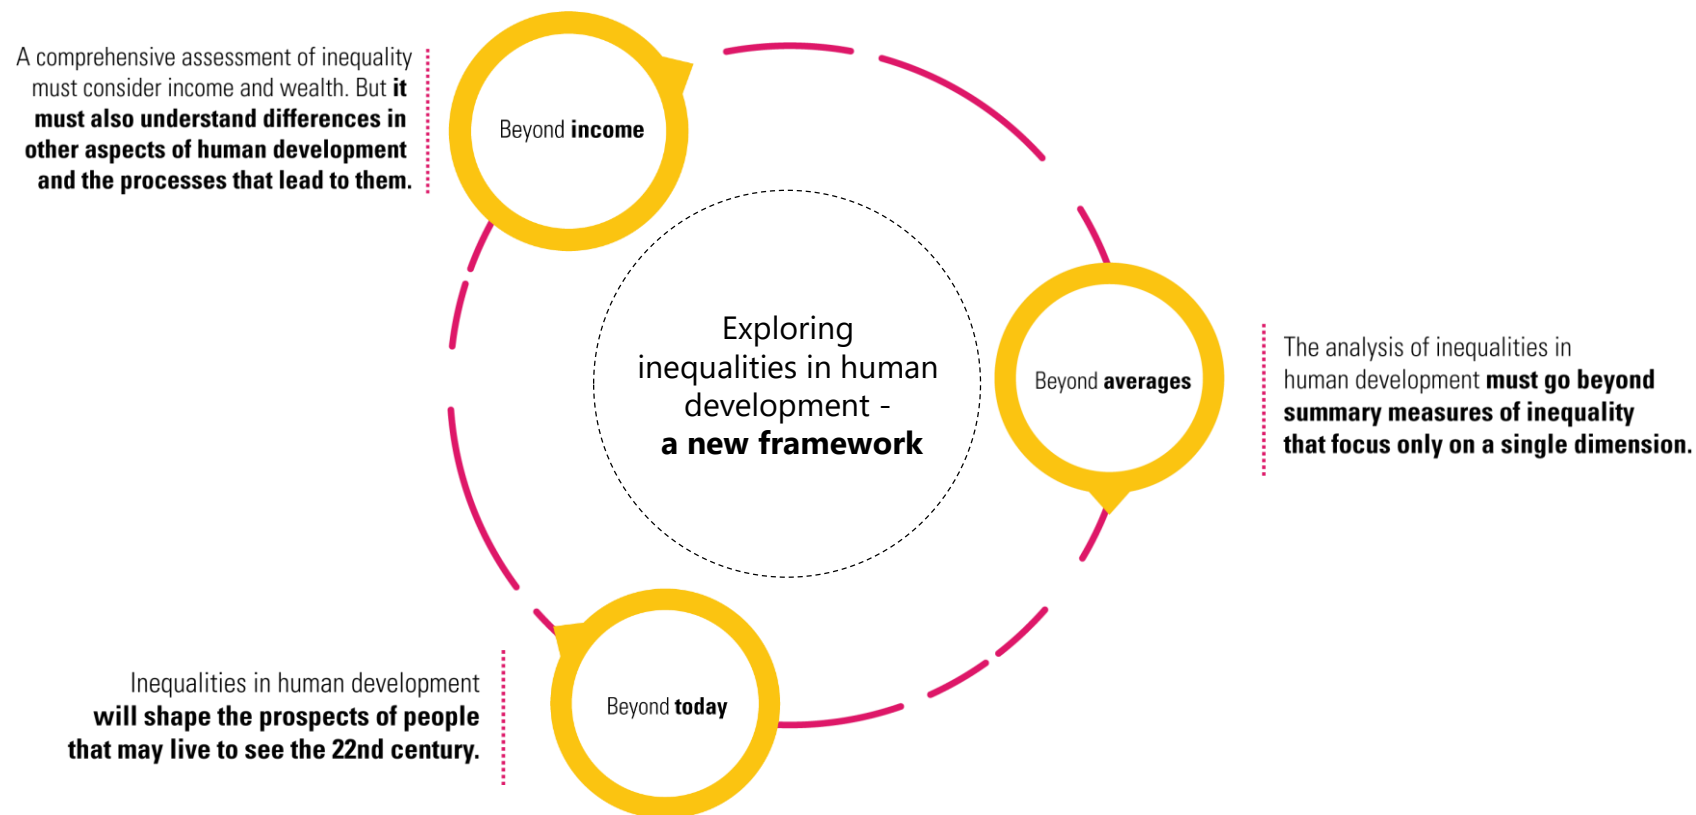 A comprehensive assessment of inequality
must consider income and wealth. But it
must also understand differences in
other aspects of human development
and the processes that lead to them.
Beyond income
Exploring
inequalities in human
development -
a new framework
Beyond averages
The analysis of inequalities in
human development must go beyond
summary measures of inequality
that focus only on a single dimension.
Beyond today
Inequalities in human development
will shape the prospects of people
that may live to see the 22nd century.